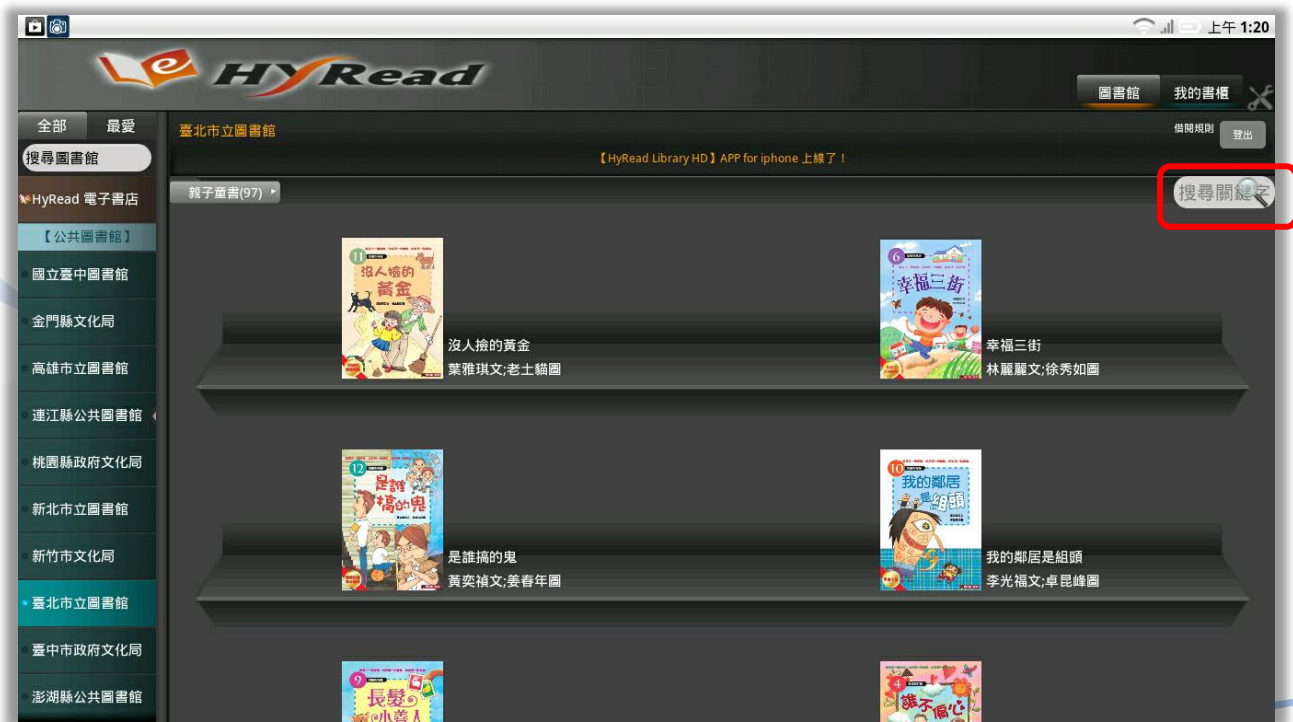 上午 1:20
HyRead
圖書館
我的書櫃
全部
最愛
臺北市立圖書館
借閱規則
登出
搜尋圖書館
【HyRead Library HD】APP for iphone 上線了！
HyRead 電子書店
親子童書(97)
搜尋關鍵字
【公共圖書館】
國立臺中圖書館
金門縣文化局
高雄市立圖書館
連江縣公共圖書館
桃園縣政府文化局
新北市立圖書館
新竹市文化局
臺北市立圖書館
臺中市政府文化局
澎湖縣公共圖書館
11
沒人撿的
黃金
沒人撿的黃金
葉雅琪文;老土貓圖
6
幸福三街
幸福三街
林麗麗文;徐秀如圖
12
是誰
搞的鬼
是誰搞的鬼
黃奕禎文;姜春年圖
10
我的鄰居
是組頭
我的鄰居是組頭
李光福文;卓昆峰圖
9
長髮
小善人
4
誰不偏心